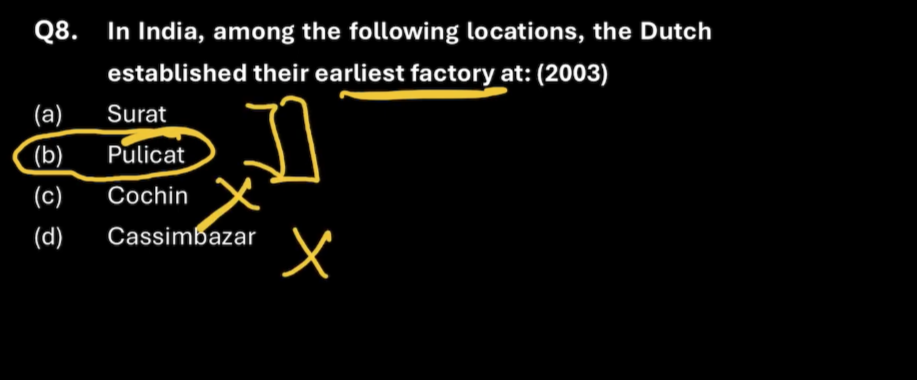 Q8. In India, among the following locations, the Dutch
established their earliest factory at: (2003)
(a) Surat
(b) Pulicat
(c) Cochin
(d) Cassimbazar